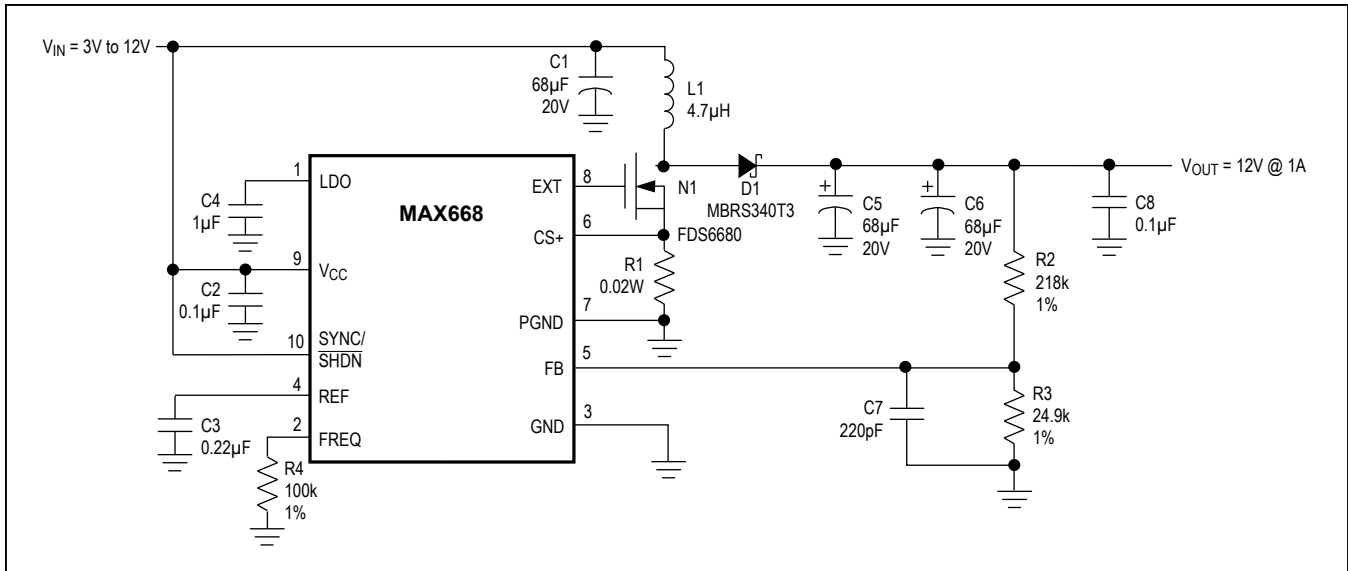 V_IN = 3V to 12V
C1
68µF
20V
L1
4.7µH
1
LDO
C4
1µF
MAX668
EXT
8
N1
FDS6680
D1
MBRS340T3
V_OUT = 12V @ 1A
+
C5
68µF
20V
+
C6
68µF
20V
C8
0.1µF
CS+
6
R1
0.02W
9
V_CC
C2
0.1µF
R2
218k
1%
PGND
7
10
SYNC/
SHDN
FB
5
4
REF
C3
0.22µF
C7
220pF
R3
24.9k
1%
GND
3
2
FREQ
R4
100k
1%